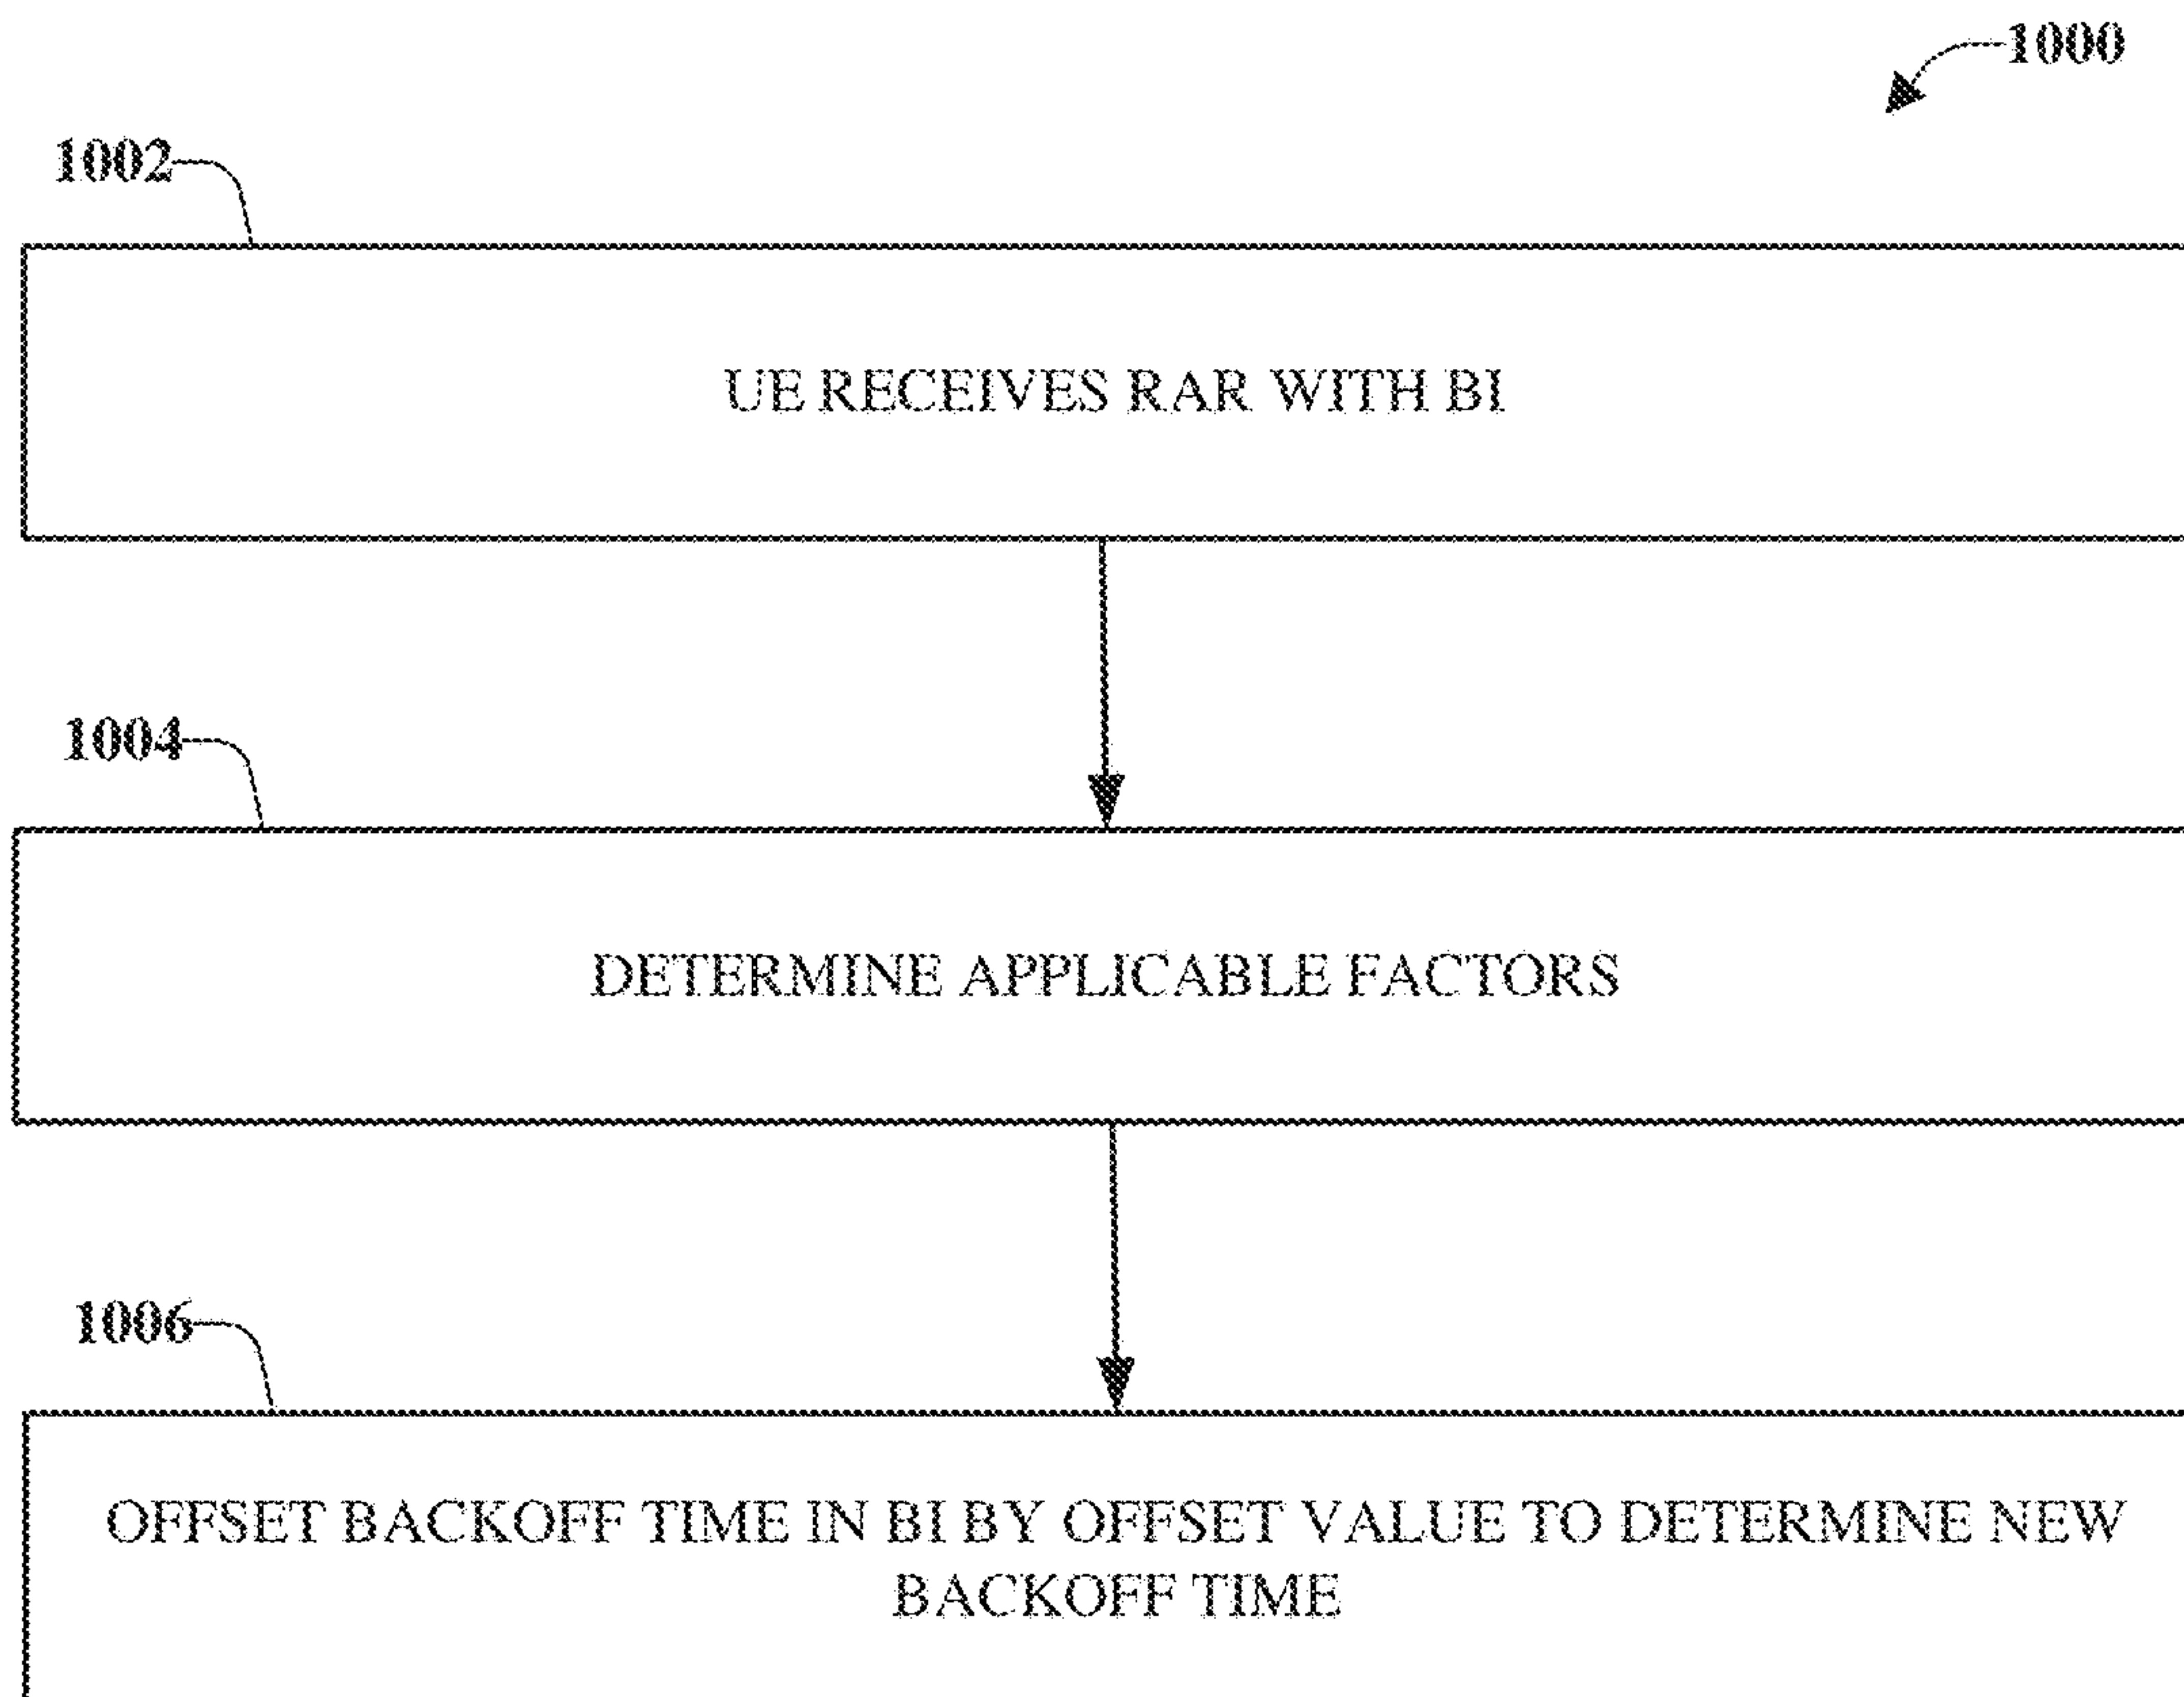 1000
1002
UE RECEIVES RAR WITH BI
1004
DETERMINE APPLICABLE FACTORS
1006
OFFSET BACKOFF TIME IN BI BY OFFSET VALUE TO DETERMINE NEW
BACKOFF TIME